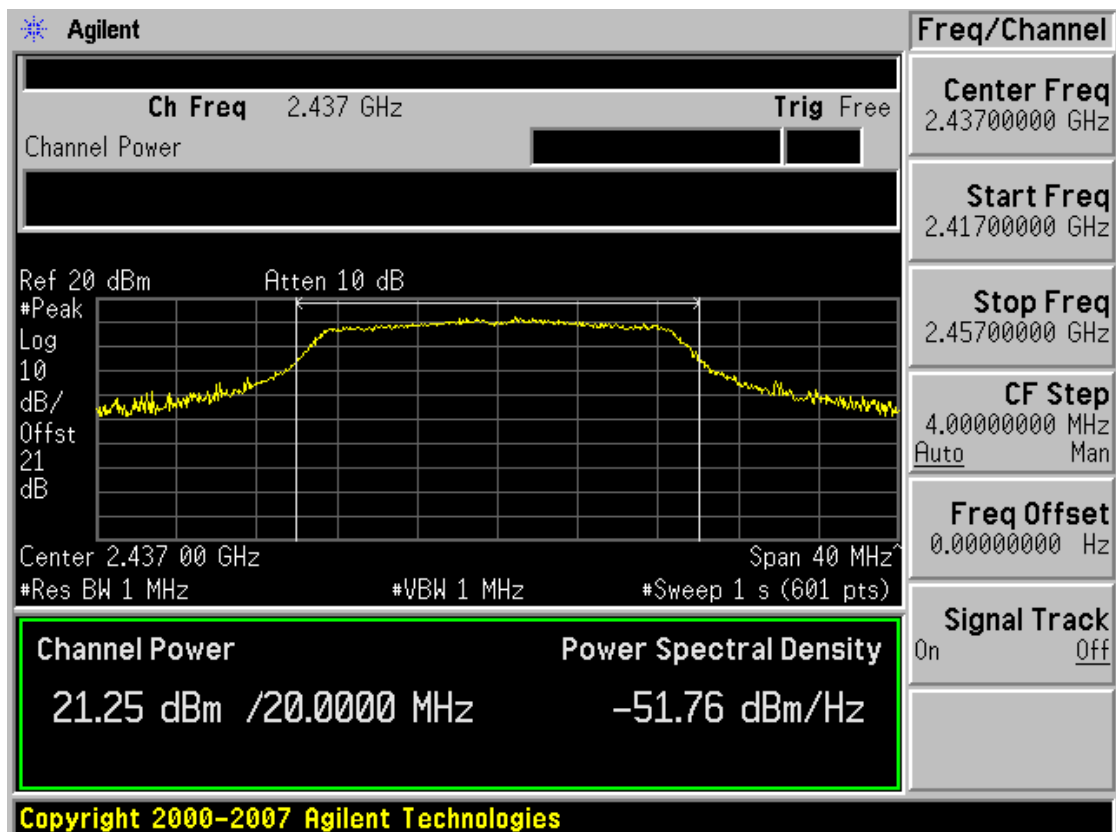 Agilent
Freq/Channel
Ch Freq 2.437 GHz Trig Free
Channel Power
Ref 20 dBm Atten 10 dB
#Peak
Log
10
dB/
Offst
21
dB
Center 2.437 00 GHz Span 40 MHz^
#Res BW 1 MHz #VBW 1 MHz #Sweep 1 s (601 pts)
Channel Power Power Spectral Density
21.25 dBm /20.0000 MHz -51.76 dBm/Hz
Center Freq
2.43700000 GHz
Start Freq
2.41700000 GHz
Stop Freq
2.45700000 GHz
CF Step
4.00000000 MHz
Auto Man
Freq Offset
0.00000000 Hz
Signal Track
On Off
Copyright 2000-2007 Agilent Technologies